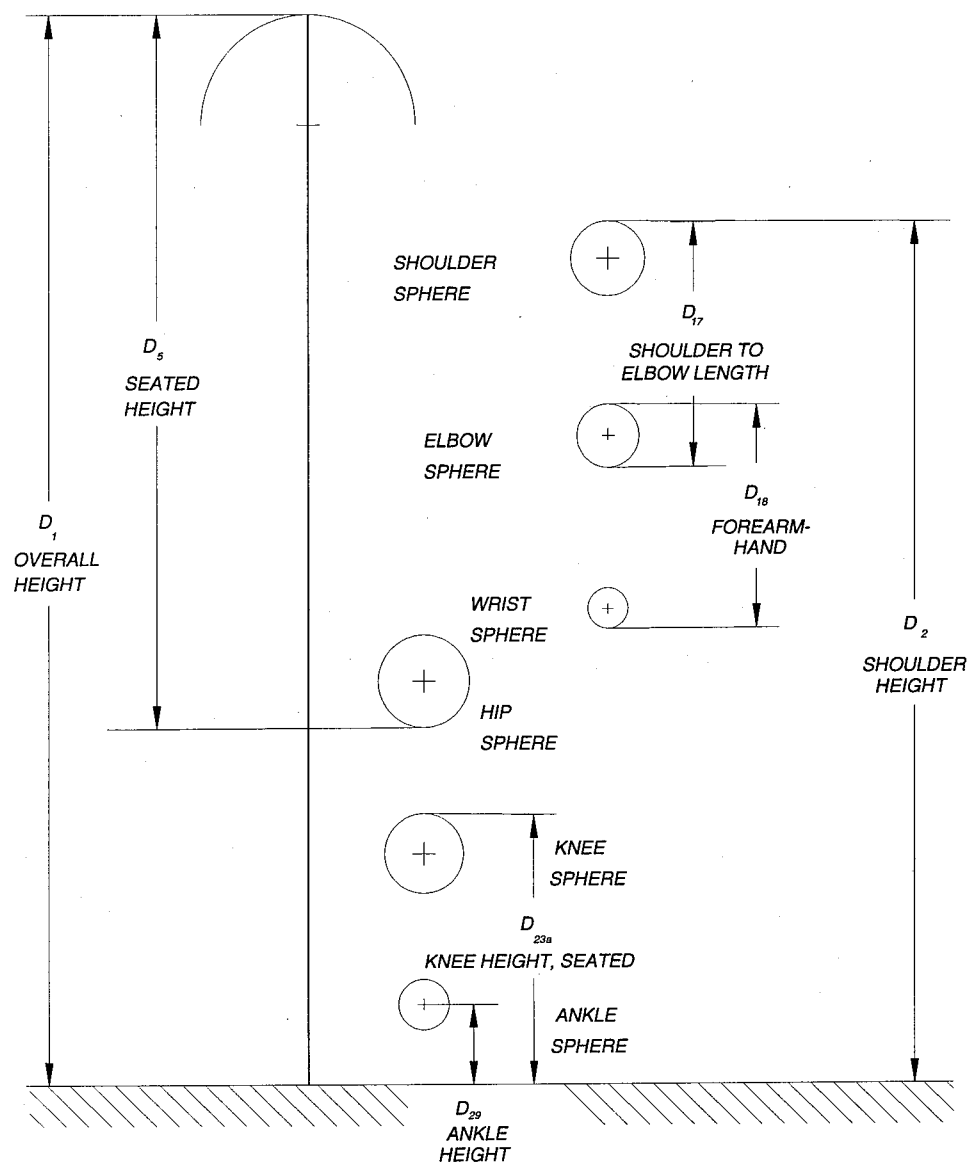 SHOULDER
SPHERE
D17
SHOULDER TO
ELBOW LENGTH
D5
SEATED
HEIGHT
ELBOW
SPHERE
D18
FOREARM-
HAND
D1
OVERALL
HEIGHT
WRIST
SPHERE
D2
SHOULDER
HEIGHT
HIP
SPHERE
KNEE
SPHERE
D23a
KNEE HEIGHT, SEATED
ANKLE
SPHERE
D29
ANKLE
HEIGHT